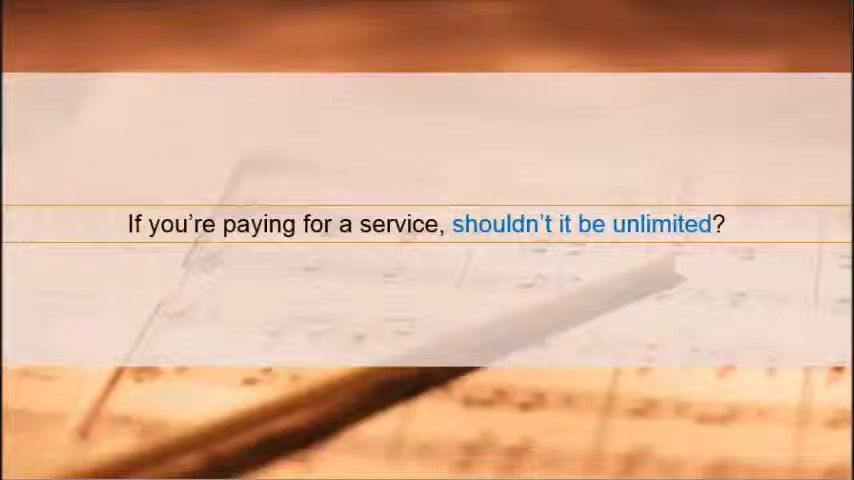 If you’re paying for a service, shouldn’t it be unlimited?